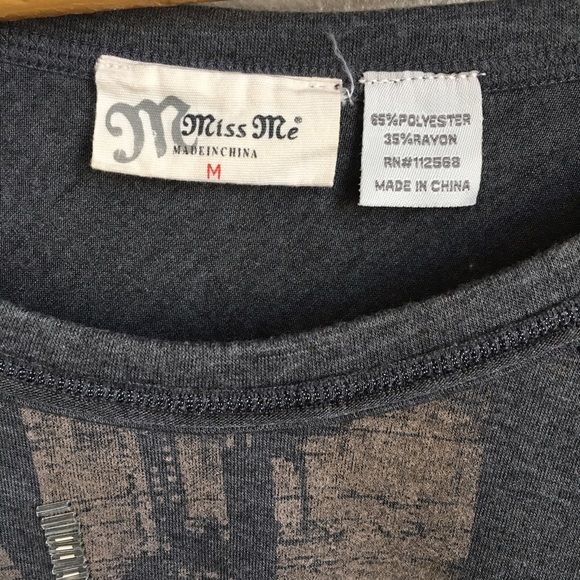 M Miss Me®
MADEINCHINA
M
65%POLYESTER
35%RAYON
RN#112568
MADE IN CHINA